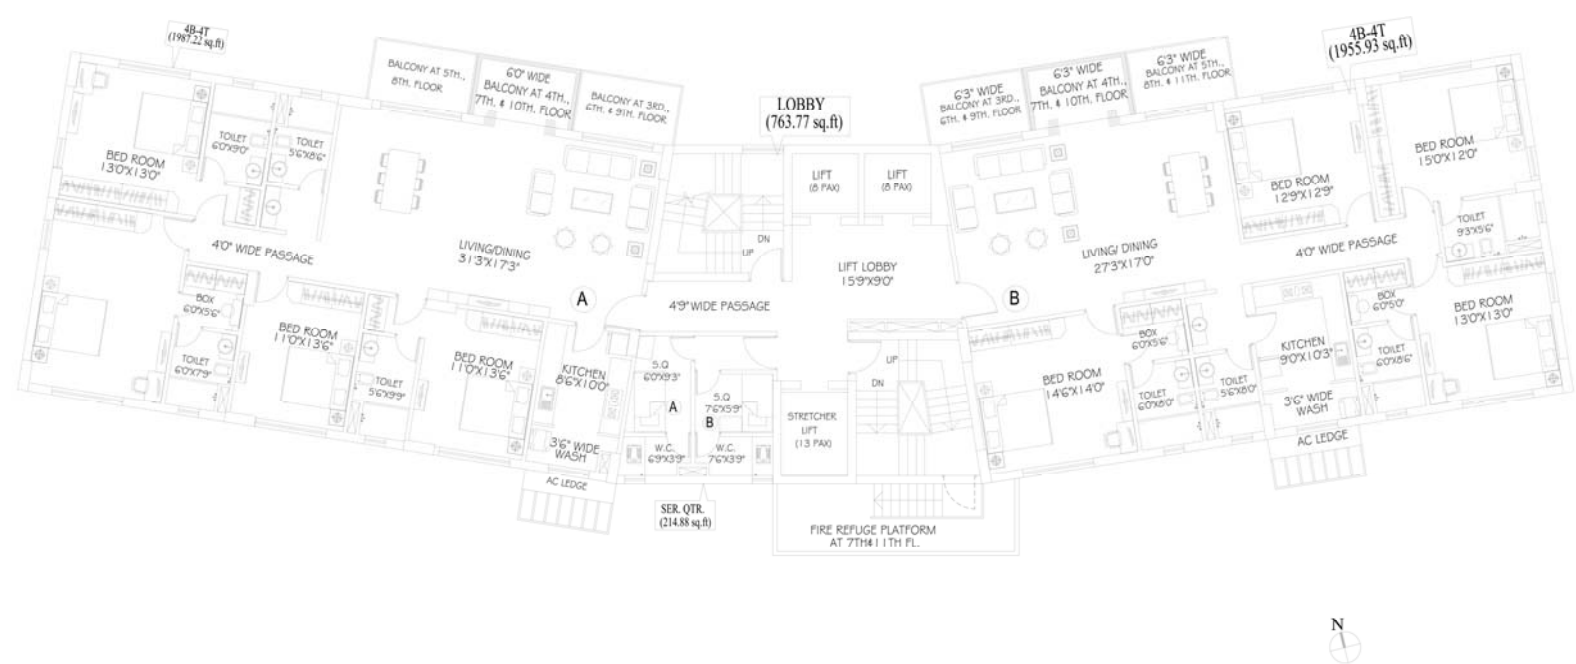 4B-4T
(1987.22 sq.ft)
BALCONY AT 5TH.,
8TH. FLOOR
6'0" WIDE
BALCONY AT 4TH.,
7TH. & 10TH. FLOOR
BALCONY AT 3RD.,
6TH. & 9TH. FLOOR
LOBBY
(763.77 sq.ft)
6'3" WIDE
BALCONY AT 3RD.,
6TH. & 9TH. FLOOR
6'3" WIDE
BALCONY AT 4TH.,
7TH. & 10TH. FLOOR
6'3" WIDE
BALCONY AT 5TH.,
8TH. & 11TH. FLOOR
4B-4T
(1955.93 sq.ft)
BED ROOM
13'0"X13'0"
TOILET
6'0"X9'0"
TOILET
5'6"X8'6"
LIFT
(8 PAX)
LIFT
(8 PAX)
BED ROOM
12'9"X12'9"
BED ROOM
15'0"X12'0"
TOILET
9'3"X5'6"
4'0" WIDE PASSAGE
LIVING/DINING
31'3"X17'3"
DN
UP
LIFT LOBBY
15'9"X9'0"
LIVING/ DINING
27'3"X17'0"
4'0" WIDE PASSAGE
A
4'9" WIDE PASSAGE
B
BOX
6'0"X5'6"
BED ROOM
11'0"X13'6"
TOILET
6'0"X7'9"
TOILET
5'6"X9'9"
BED ROOM
11'0"X13'6"
KITCHEN
8'6"X10'0"
3'6" WIDE
WASH
AC LEDGE
S.Q
6'0"X9'3"
A
S.Q
7'6"X5'9"
B
W.C.
6'9"X3'9"
W.C.
7'6"X3'9"
SER. QTR.
(214.88 sq.ft)
STRETCHER
LIFT
(13 PAX)
UP
DN
FIRE REFUGE PLATFORM
AT 7TH&11TH FL.
BED ROOM
14'6"X14'0"
BOX
6'0"X5'6"
TOILET
6'0"X8'0"
TOILET
5'6"X8'0"
KITCHEN
9'0"X10'3"
3'6" WIDE
WASH
AC LEDGE
BOX
6'0"X5'0"
TOILET
6'0"X8'6"
BED ROOM
13'0"X13'0"
N